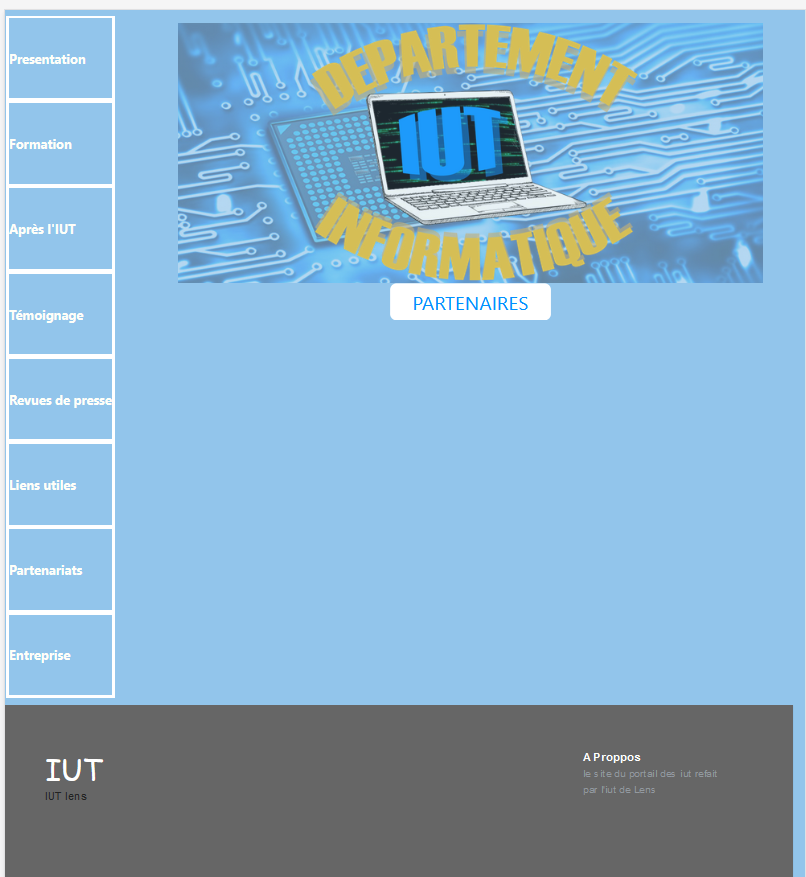 Presentation
Formation
Après l'IUT
Témoignage
Revues de presse
Liens utiles
Partenariats
Entreprise
DEPARTEMENT
IUT
INFORMATIQUE
PARTENAIRES
IUT
IUT lens
A Proppos
le site du portail des iut refait
par l'iut de Lens